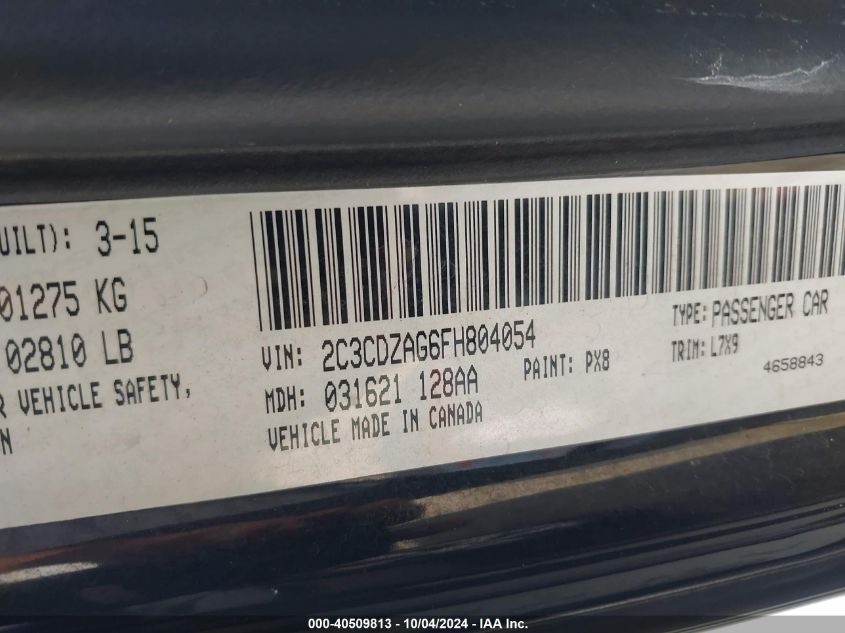 UILT): 3-15
01275 KG
02810 LB
R VEHICLE SAFETY,
N
VIN: 2C3CDZAG6FH804054
MDH: 031621 128AA
VEHICLE MADE IN CANADA
PAINT: PX8
TYPE: PASSENGER CAR
TRIM: L7X9
4658843
000-40509813 - 10/04/2024 - IAA Inc.